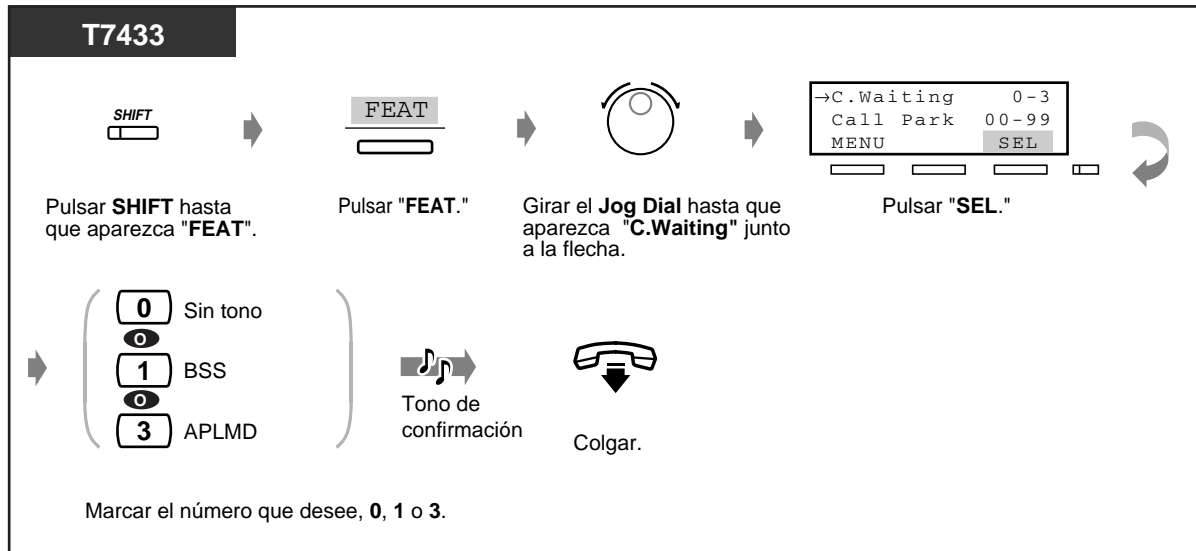 T7433
SHIFT
FEAT
→C.Waiting 0-3
Call Park 00-99
MENU SEL
Pulsar SHIFT hasta
que aparezca "FEAT".
Pulsar "FEAT."
Girar el Jog Dial hasta que
aparezca "C.Waiting" junto
a la flecha.
Pulsar "SEL."
0 Sin tono
O
1 BSS
O
3 APLMD
Tono de
confirmación
Colgar.
Marcar el número que desee, 0, 1 o 3.